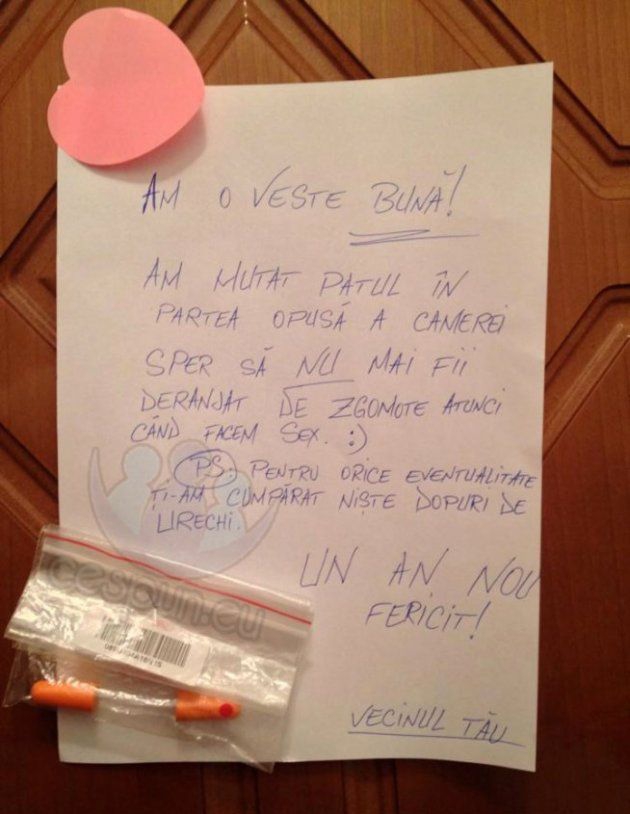 AM O VESTE BUNĂ!
AM MUTAT PATUL ÎN
PARTEA OPUSĂ A CAMEREI
SPER SĂ NU MAI FII
DERANJAT DE ZGOMOTE ATUNCI
CÂND FACEM SEX. :)
PS: PENTRU ORICE EVENTUALITATE
ȚI-AM CUMPĂRAT NIȘTE DOPURI DE
URECHI.
UN AN NOU
FERICIT!
VECINUL TĂU